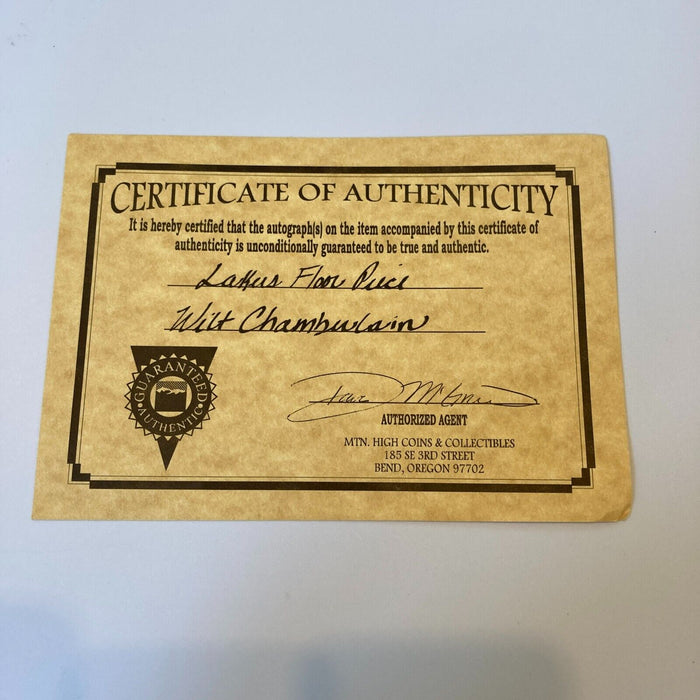 CERTIFICATE OF AUTHENTICITY
It is hereby certified that the autograph(s) on the item accompanied by this certificate of
authenticity is unconditionally guaranteed to be true and authentic.
Lakers Floor Piece
Wilt Chamberlain
GUARANTEED
AUTHENTIC
AUTHORIZED AGENT
MTN. HIGH COINS & COLLECTIBLES
185 SE 3RD STREET
BEND, OREGON 97702